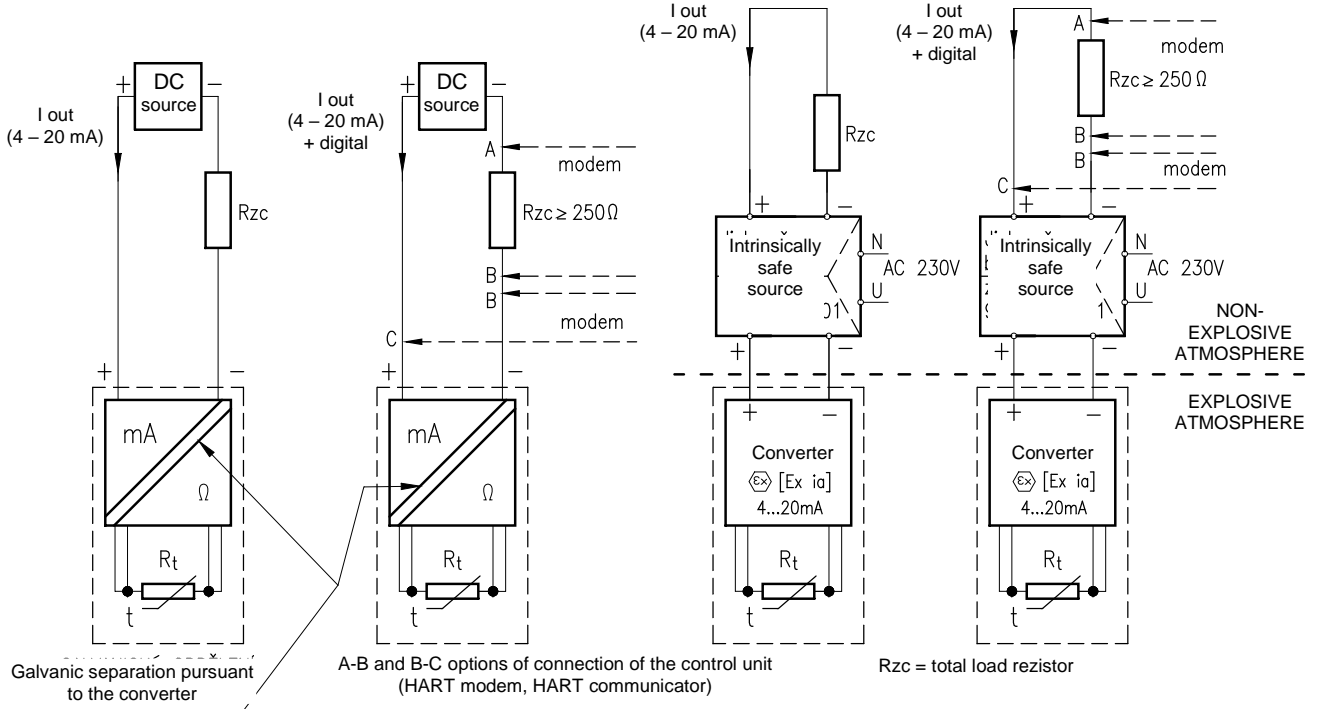 I out
(4 – 20 mA)
+
DC
source
−
Rzc
+
−
mA
Ω
Rt
t
I out
(4 – 20 mA)
+ digital
+
DC
source
−
A
modem
Rzc ≥ 250 Ω
B
B
modem
C
+
−
mA
Ω
Rt
t
I out
(4 – 20 mA)
Rzc
+
−
Intrinsically
safe
source
01
N
AC 230V
U
+
−
+
−
Converter
εx [Ex ia]
4...20mA
Rt
t
I out
(4 – 20 mA)
+ digital
A
modem
Rzc ≥ 250 Ω
B
B
modem
C
+
−
Intrinsically
safe
source
1
N
AC 230V
U
+
−
NON-
EXPLOSIVE
ATMOSPHERE
EXPLOSIVE
ATMOSPHERE
+
−
Converter
εx [Ex ia]
4...20mA
Rt
t
Galvanic separation pursuant
to the converter
A-B and B-C options of connection of the control unit
(HART modem, HART communicator)
Rzc = total load rezistor